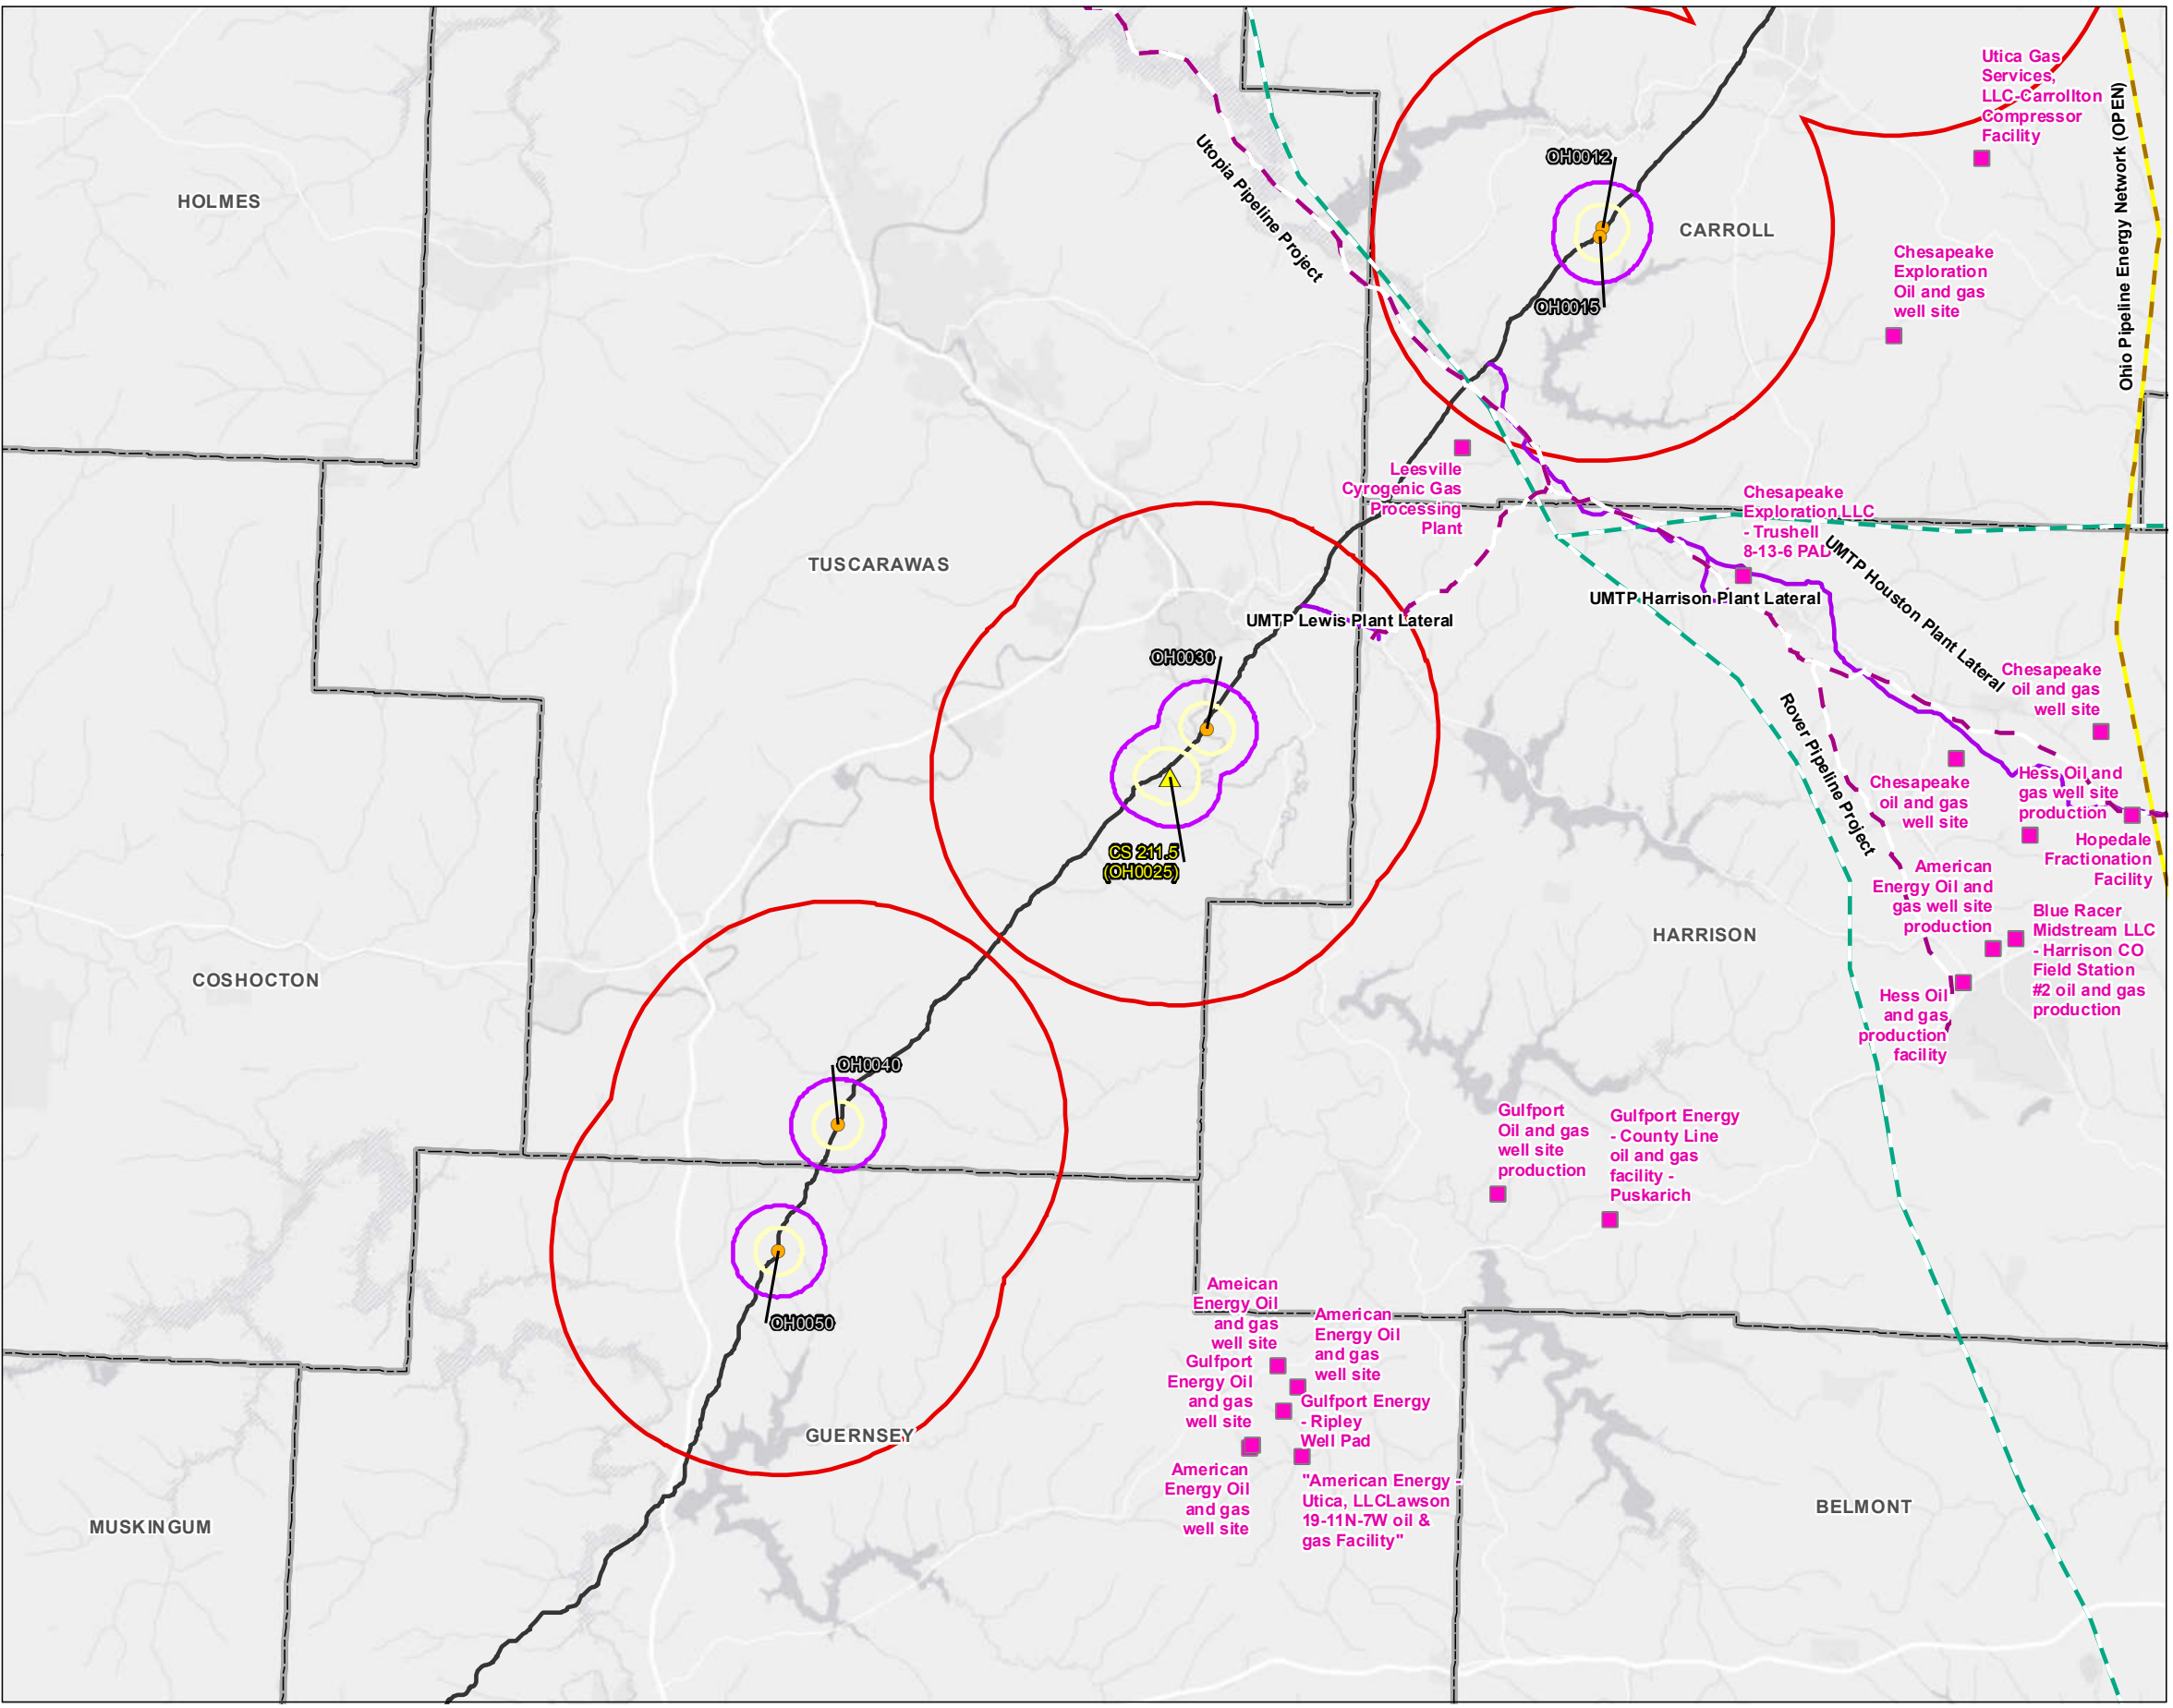 Utica Gas
Services,
LLC-Carrollton
Compressor
Facility
Ohio Pipeline Energy Network (OPEN)
Utopia Pipeline Project
OH0012
HOLMES
CARROLL
Chesapeake
Exploration
Oil and gas
well site
OH0015
Leesville
Cyrogenic Gas
Processing
Plant
Chesapeake
Exploration LLC
- Trushell
8-13-6 PAD
UMTP Houston Plant Lateral
TUSCARAWAS
UMTP Harrison Plant Lateral
UMTP Lewis Plant Lateral
OH0030
Chesapeake
oil and gas
well site
Rover Pipeline Project
Chesapeake
oil and gas
well site
Hess Oil and
gas well site
production
Hopedale
Fractionation
Facility
CS 211.5
(OH0025)
American
Energy Oil and
gas well site
production
Blue Racer
Midstream LLC
- Harrison CO
Field Station
#2 oil and gas
production
HARRISON
COSHOCTON
Hess Oil
and gas
production
facility
OH0040
Gulfport
Oil and gas
well site
production
Gulfport Energy
- County Line
oil and gas
facility -
Puskarich
OH0050
Ameican
Energy Oil
and gas
well site
American
Energy Oil
and gas
well site
Gulfport
Energy Oil
and gas
well site
Gulfport Energy
- Ripley
Well Pad
GUERNSEY
American
Energy Oil
and gas
well site
"American Energy -
Utica, LLCLawson
19-11N-7W oil &
gas Facility"
MUSKINGUM
BELMONT